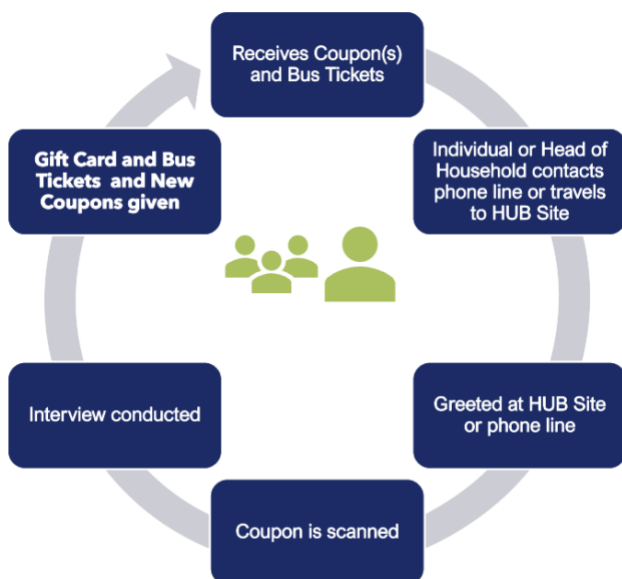 Receives Coupon(s)
and Bus Tickets
Individual or Head of
Household contacts
phone line or travels
to HUB Site
Greeted at HUB Site
or phone line
Coupon is scanned
Interview conducted
Gift Card and Bus
Tickets and New
Coupons given